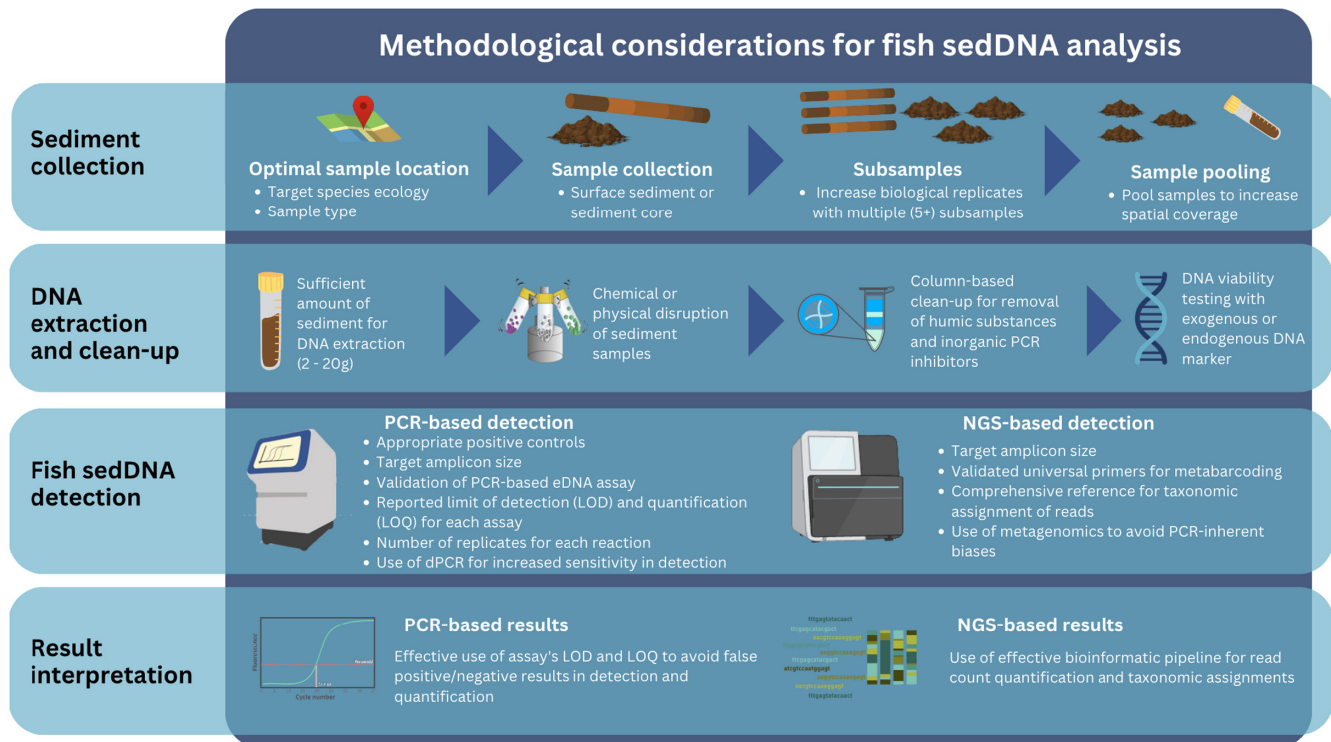 Methodological considerations for fish sedDNA analysis
Sediment
collection
Optimal sample location
• Target species ecology
• Sample type
Sample collection
• Surface sediment or
sediment core
Subsamples
• Increase biological replicates
with multiple (5+) subsamples
Sample pooling
• Pool samples to increase
spatial coverage
DNA
extraction
and clean-up
Sufficient
amount of
sediment for
DNA extraction
(2 - 20g)
Chemical or
physical disruption
of sediment
samples
Column-based
clean-up for removal
of humic substances
and inorganic PCR
inhibitors
DNA viability
testing with
exogenous or
endogenous DNA
marker
Fish sedDNA
detection
PCR-based detection
• Appropriate positive controls
• Target amplicon size
• Validation of PCR-based eDNA assay
• Reported limit of detection (LOD) and quantification
(LOQ) for each assay
• Number of replicates for each reaction
• Use of dPCR for increased sensitivity in detection
NGS-based detection
• Target amplicon size
• Validated universal primers for metabarcoding
• Comprehensive reference for taxonomic
assignment of reads
• Use of metagenomics to avoid PCR-inherent
biases
Result
interpretation
Cycle number
PCR-based results
Effective use of assay's LOD and LOQ to avoid false
positive/negative results in detection and
quantification
NGS-based results
Use of effective bioinformatic pipeline for read
count quantification and taxonomic assignments